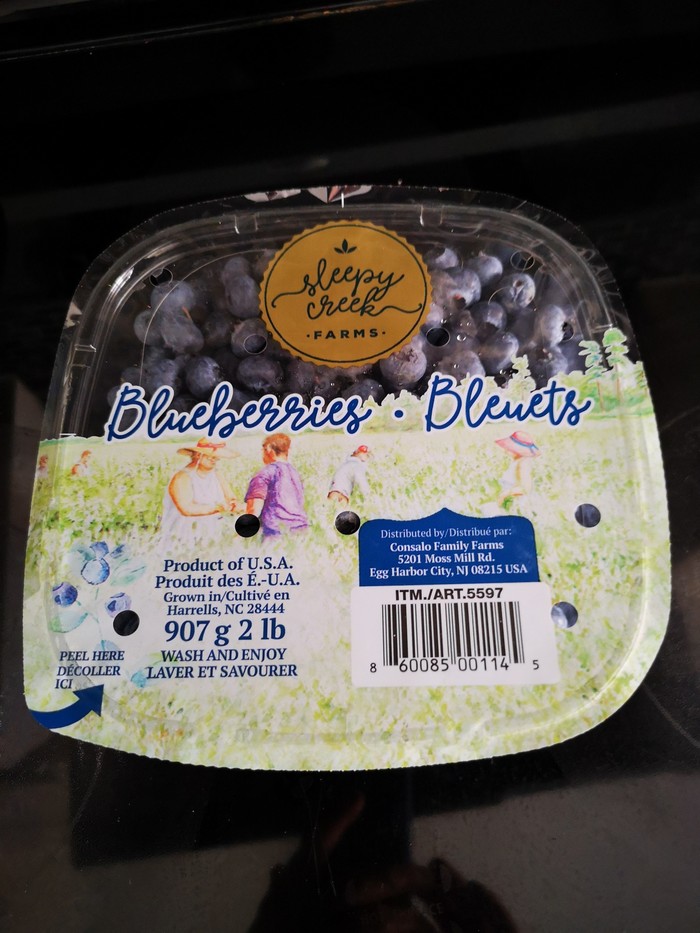 sleepy
creek
·FARMS·
Blueberries · Bleuets
Distributed by/Distribué par:
Consalo Family Farms
5201 Moss Mill Rd.
Egg Harbor City, NJ 08215 USA
ITM./ART.5597
8 60085 00114 5
Product of U.S.A.
Produit des É.-U.A.
Grown in/Cultivé en
Harrells, NC 28444
907 g 2 lb
WASH AND ENJOY
LAVER ET SAVOURER
PEEL HERE
DÉCOLLER
ICI